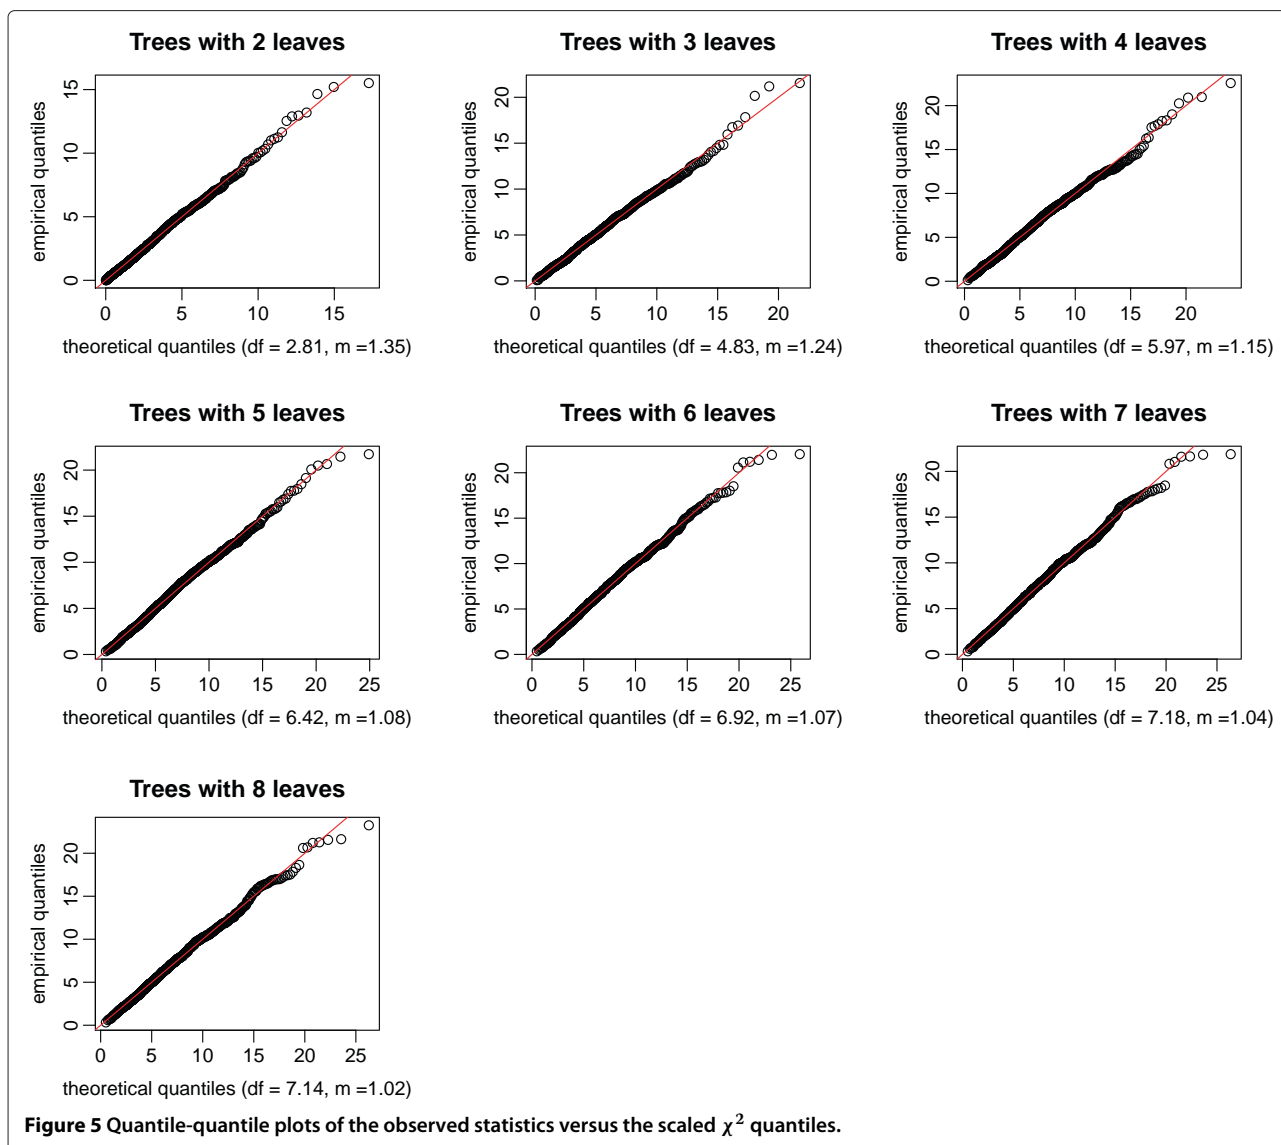 Trees with 2 leaves
empirical quantiles
0 5 10 15
0 5 10 15
theoretical quantiles (df = 2.81, m =1.35)
Trees with 3 leaves
empirical quantiles
0 5 10 15 20
0 5 10 15 20
theoretical quantiles (df = 4.83, m =1.24)
Trees with 4 leaves
empirical quantiles
0 5 10 15 20
0 5 10 15 20
theoretical quantiles (df = 5.97, m =1.15)
Trees with 5 leaves
empirical quantiles
0 5 10 15 20
0 5 10 15 20 25
theoretical quantiles (df = 6.42, m =1.08)
Trees with 6 leaves
empirical quantiles
0 5 10 15 20
0 5 10 15 20 25
theoretical quantiles (df = 6.92, m =1.07)
Trees with 7 leaves
empirical quantiles
0 5 10 15 20
0 5 10 15 20 25
theoretical quantiles (df = 7.18, m =1.04)
Trees with 8 leaves
empirical quantiles
0 5 10 15 20
0 5 10 15 20 25
theoretical quantiles (df = 7.14, m =1.02)
Figure 5 Quantile-quantile plots of the observed statistics versus the scaled χ² quantiles.